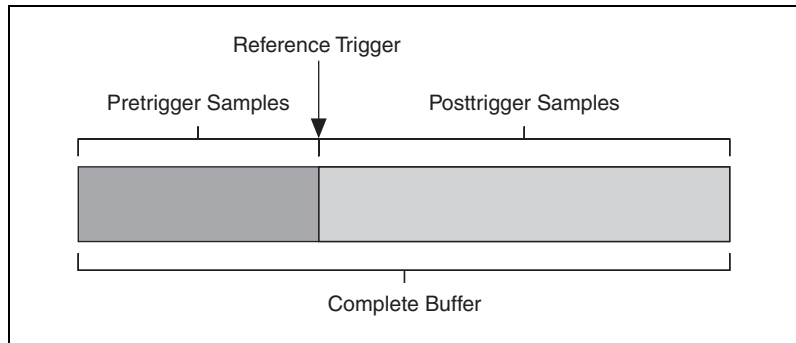 Reference Trigger
Pretrigger Samples
Posttrigger Samples
Complete Buffer